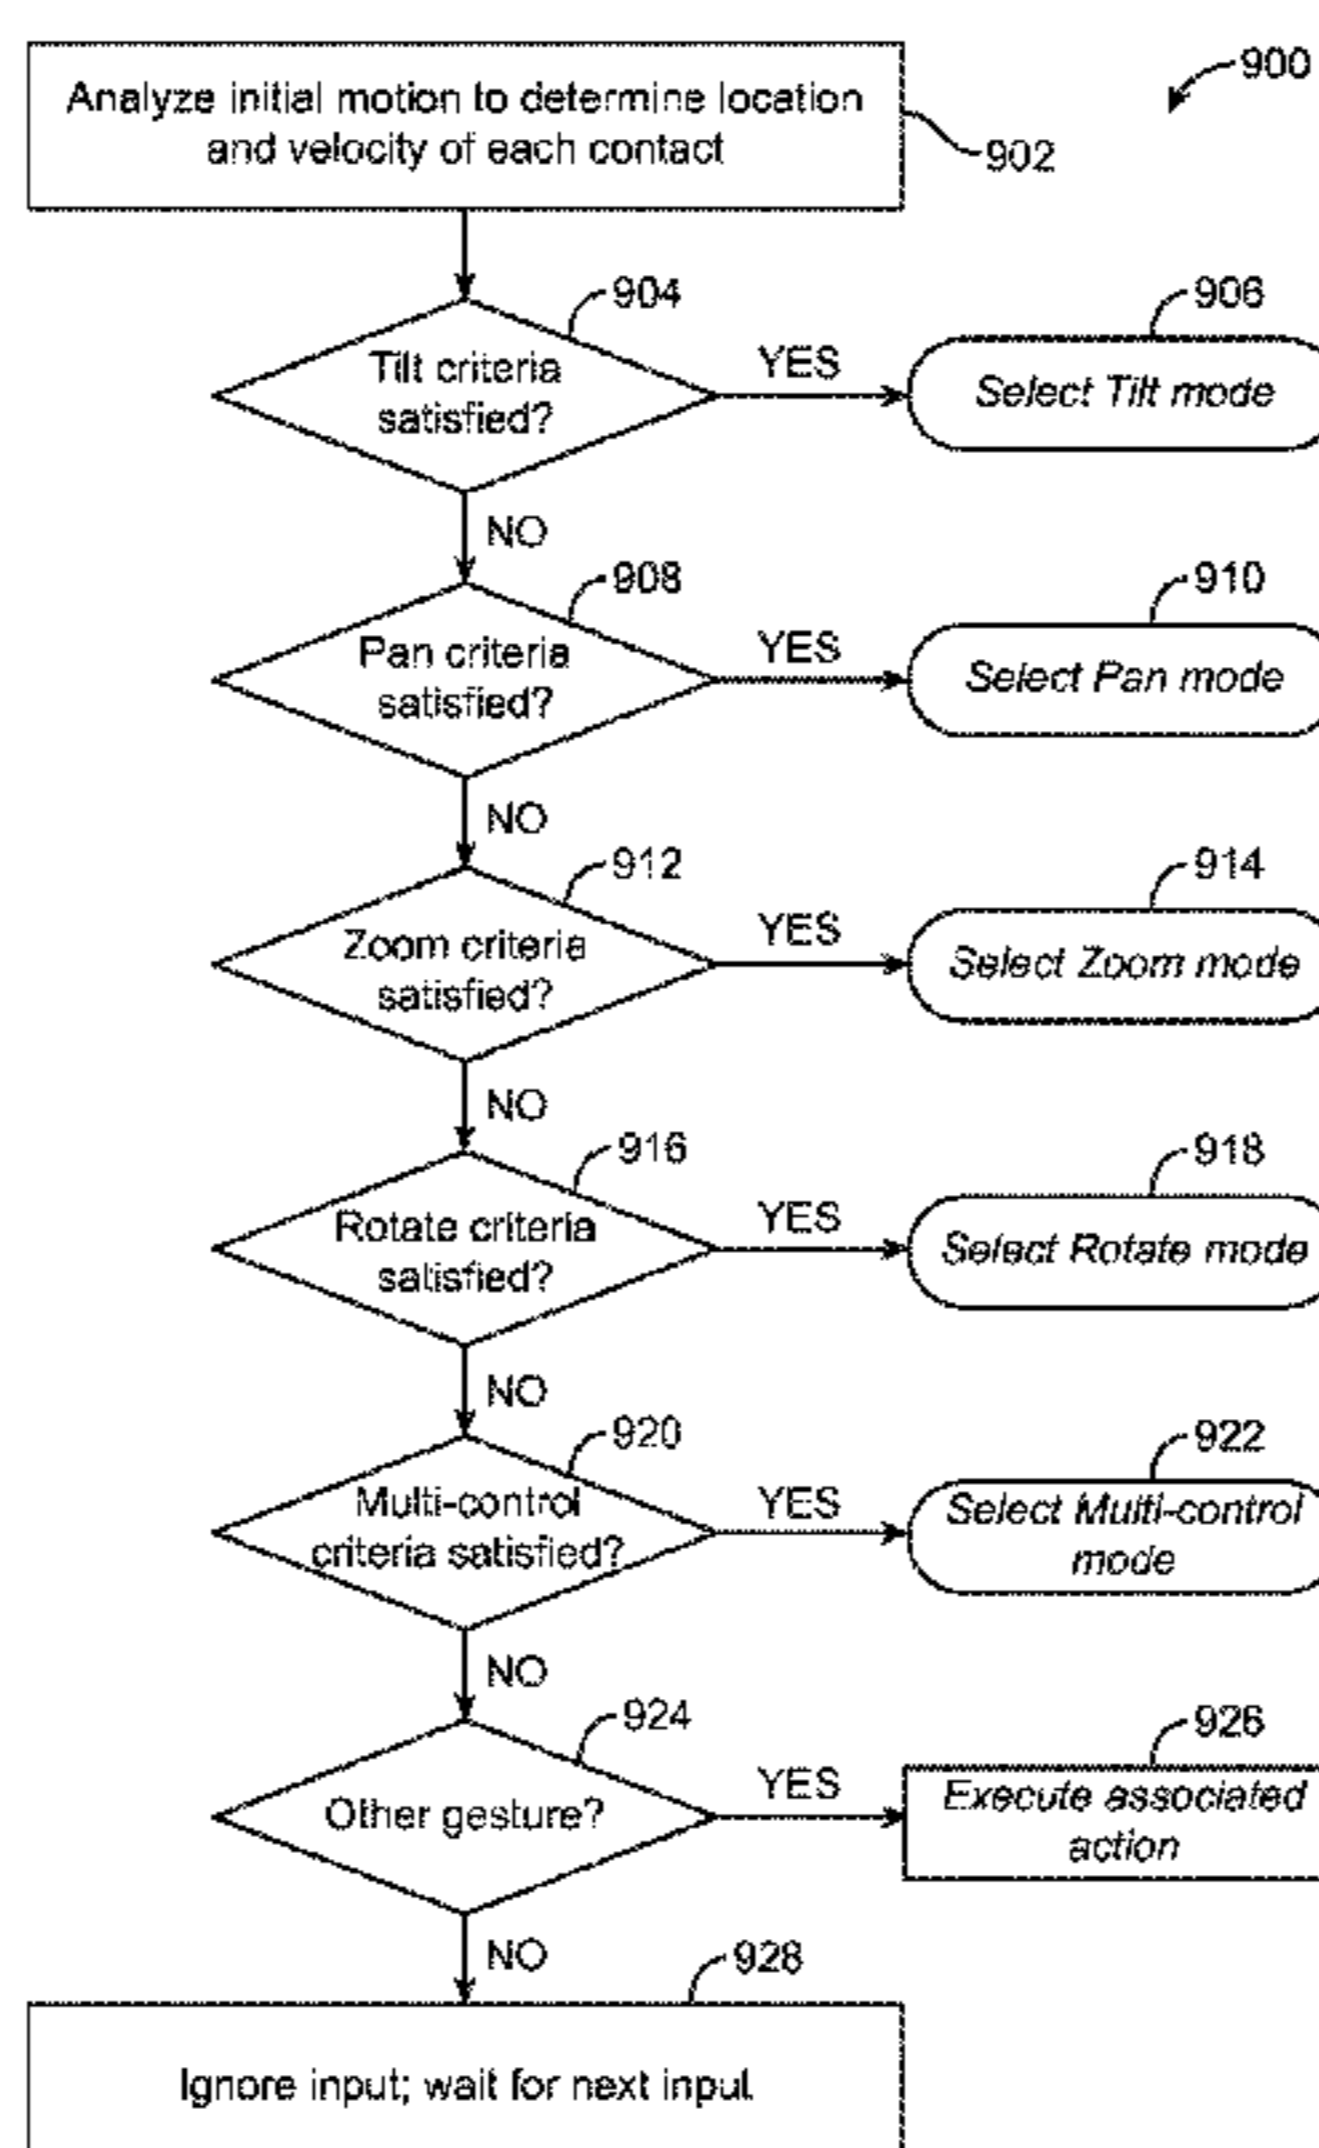 900
Analyze initial motion to determine location
and velocity of each contact
902
904
906
Tilt criteria
satisfied?
YES
Select Tilt mode
NO
908
910
Pan criteria
satisfied?
YES
Select Pan mode
NO
912
914
Zoom criteria
satisfied?
YES
Select Zoom mode
NO
916
918
Rotate criteria
satisfied?
YES
Select Rotate mode
NO
920
922
Multi-control
criteria satisfied?
YES
Select Multi-control
mode
NO
924
926
Other gesture?
YES
Execute associated
action
NO
928
Ignore input; wait for next input.